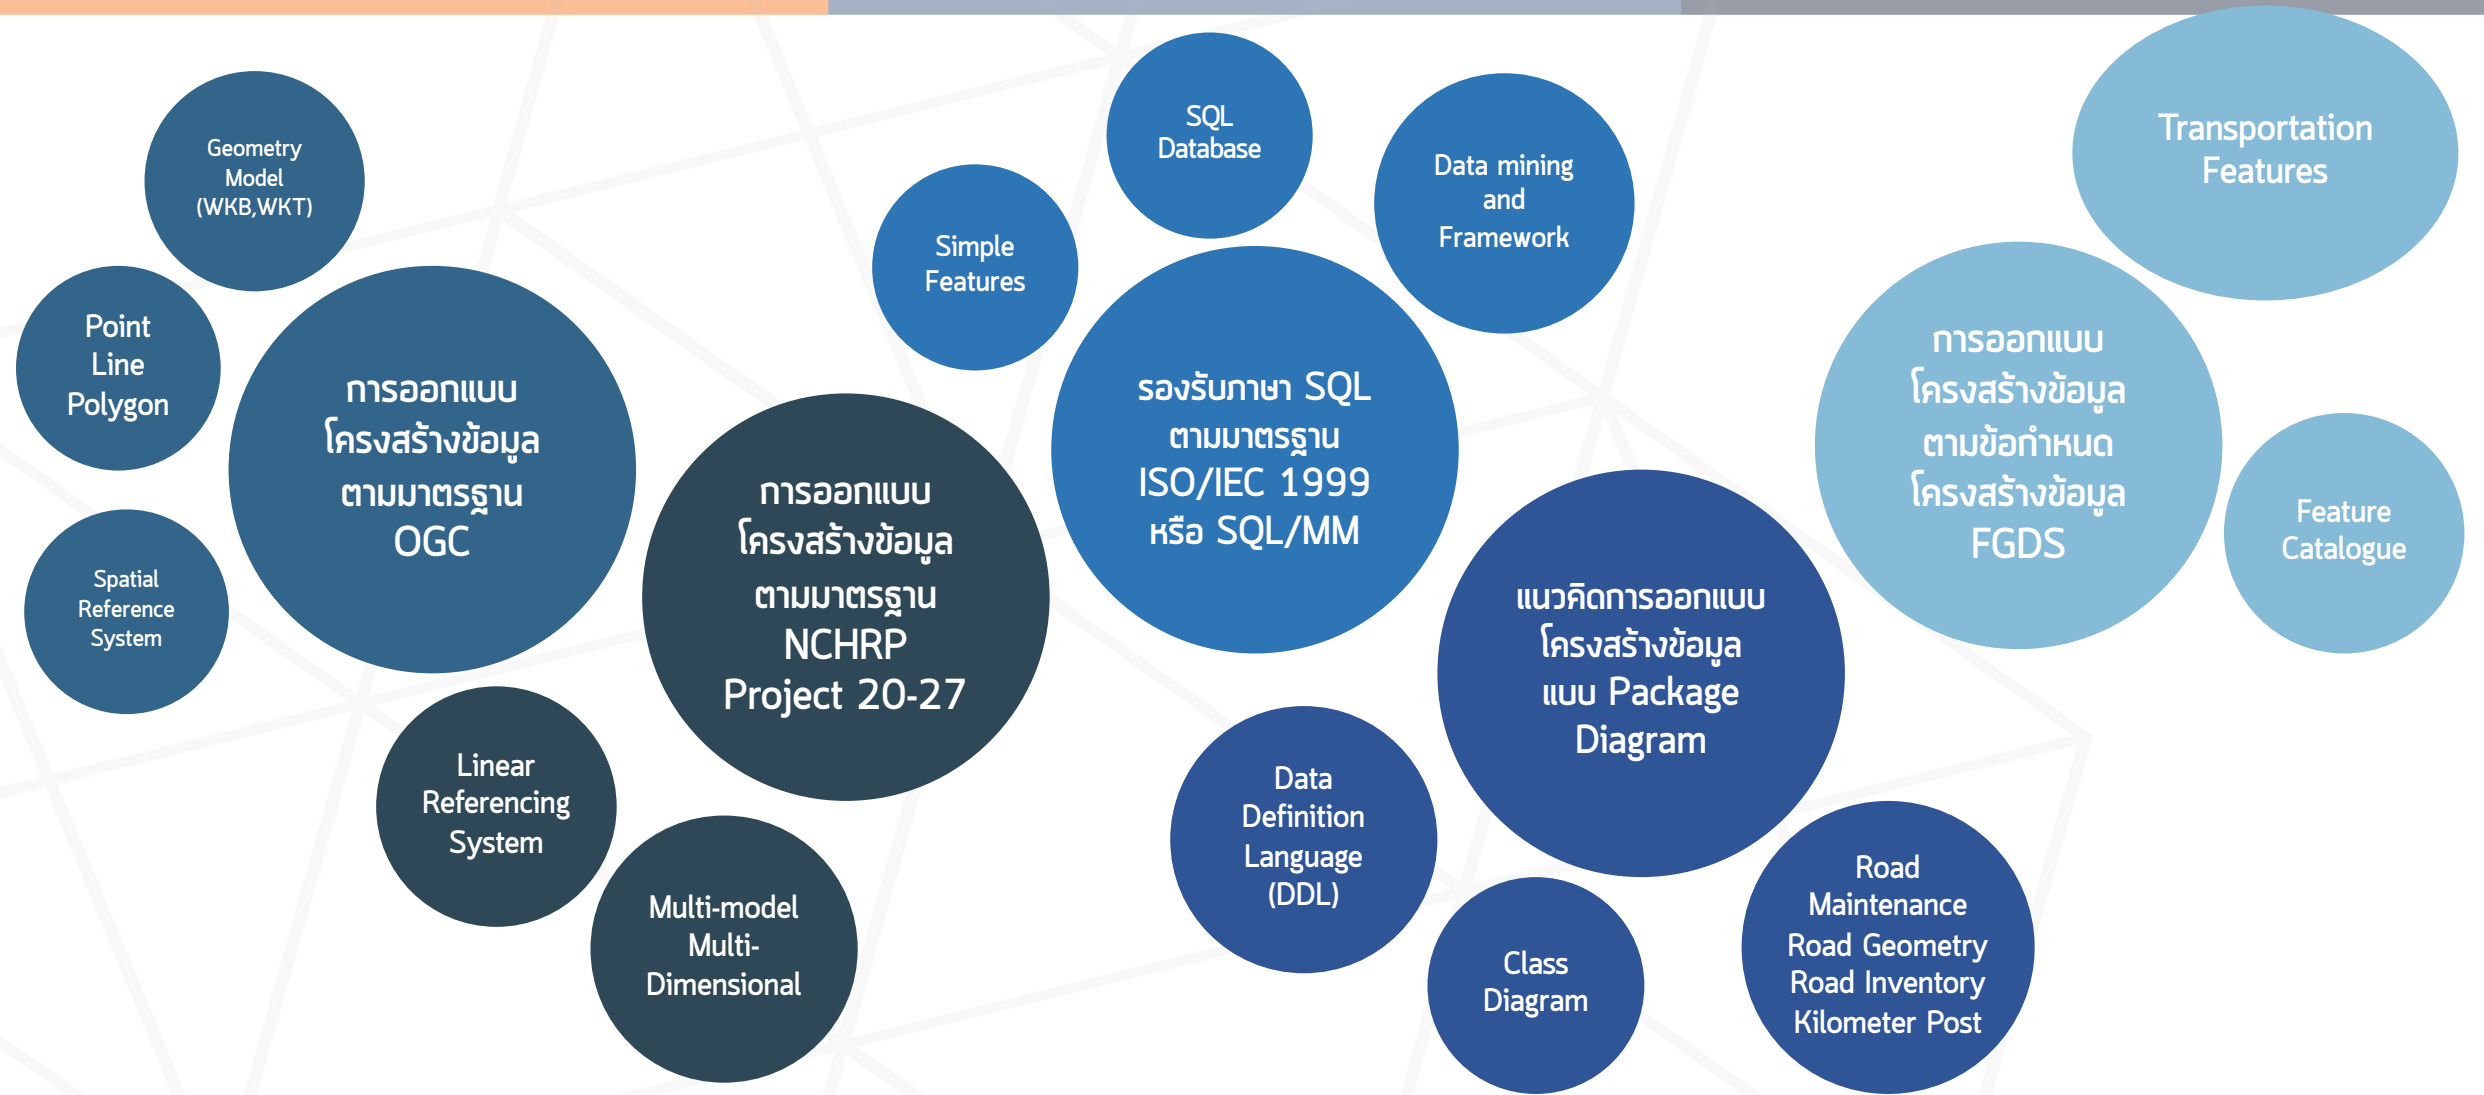 Geometry
Model
(WKB,WKT)
Point
Line
Polygon
Spatial
Reference
System
การออกแบบ
โครงสร้างข้อมูล
ตามมาตรฐาน
OGC
Linear
Referencing
System
Multi-model
Multi-
Dimensional
การออกแบบ
โครงสร้างข้อมูล
ตามมาตรฐาน
NCHRP
Project 20-27
Simple
Features
SQL
Database
Data mining
and
Framework
รองรับภาษา SQL
ตามมาตรฐาน
ISO/IEC 1999
หรือ SQL/MM
แนวคิดการออกแบบ
โครงสร้างข้อมูล
แบบ Package
Diagram
Data
Definition
Language
(DDL)
Class
Diagram
Road
Maintenance
Road Geometry
Road Inventory
Kilometer Post
Transportation
Features
การออกแบบ
โครงสร้างข้อมูล
ตามข้อกำหนด
โครงสร้างข้อมูล
FGDS
Feature
Catalogue